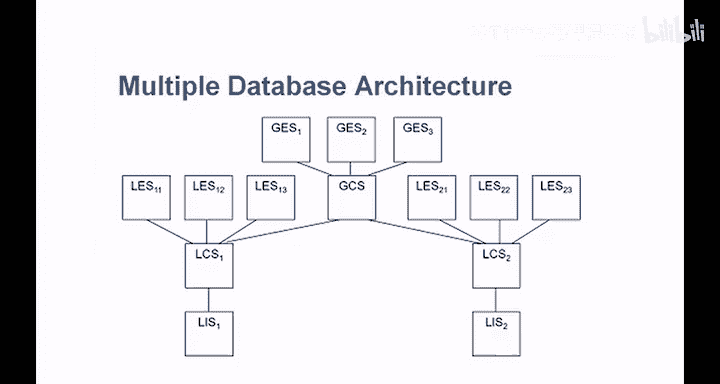 bilibili
Multiple Database Architecture
GES₁ GES₂ GES₃
LES₁₁ LES₁₂ LES₁₃ GCS LES₂₁ LES₂₂ LES₂₃
LCS₁ LCS₂
LIS₁ LIS₂